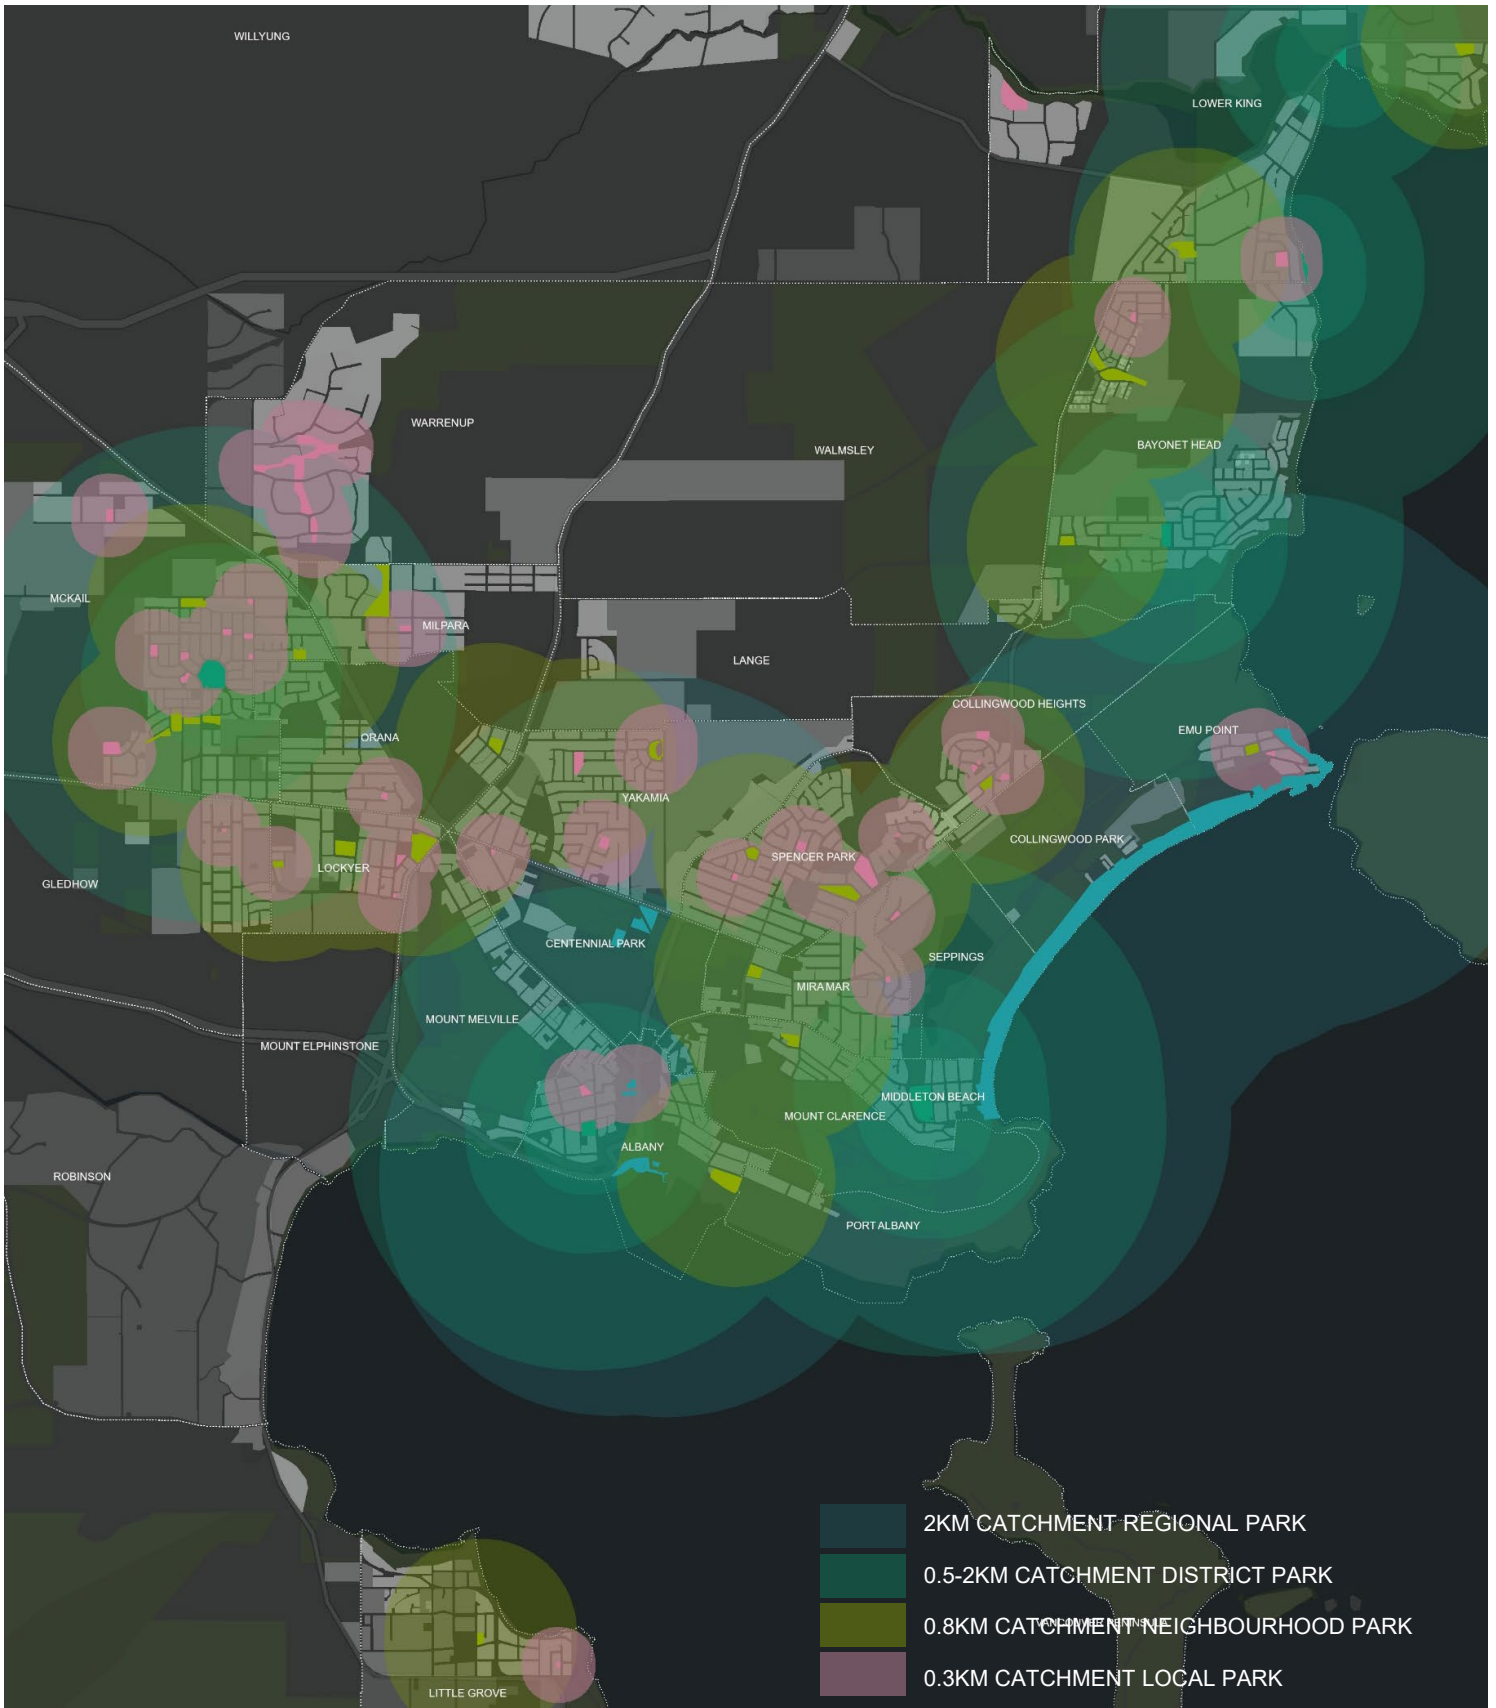 WILLYUNG
LOWER KING
WARRENUP
WALMSLEY
BAYONET HEAD
MCKAIL
MILPARA
LANGE
COLLINGWOOD HEIGHTS
EMU POINT
ORANA
YAKAMIA
COLLINGWOOD PARK
SPENCER PARK
LOCKYER
GLEDHOW
CENTENNIAL PARK
SEPPINGS
MIRA MAR
MOUNT MELVILLE
MOUNT ELPHINSTONE
MIDDLETON BEACH
MOUNT CLARENCE
ALBANY
ROBINSON
PORT ALBANY
2KM CATCHMENT REGIONAL PARK
0.5-2KM CATCHMENT DISTRICT PARK
VANCOUVER PENINSULA
0.8KM CATCHMENT NEIGHBOURHOOD PARK
0.3KM CATCHMENT LOCAL PARK
LITTLE GROVE